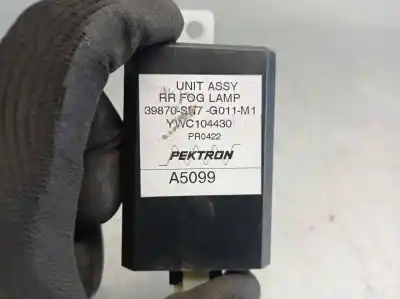 UNIT ASSY
RR FOG LAMP
39870-SN7 -G011-M1
YWC104430
PR0422
PEKTRON
A5099